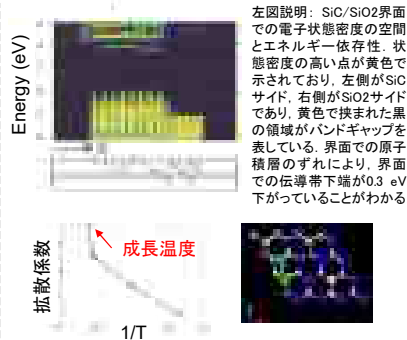 左図説明： SiC/SiO2界面
での電子状態密度の空間
とエネルギー依存性．状
態密度の高い点が黄色で
示されており，左側がSiC
サイド，右側がSiO2サイド
であり，黄色で挟まれた黒
の領域がバンドギャップを
表している．界面での原子
積層のずれにより，界面
での伝導帯下端が0.3 eV
下がっていることがわかる
Energy (eV)
成長温度
拡散係数
1/T